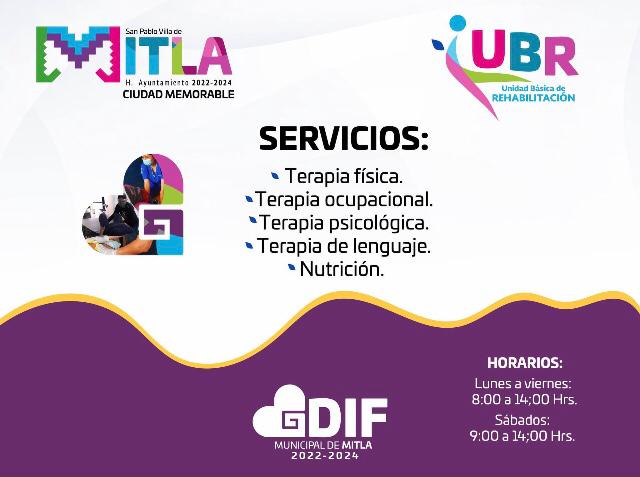 San Pablo Villa de
MITLA
H. Ayuntamiento 2022-2024
CIUDAD MEMORABLE
UBR
Unidad Básica de
REHABILITACIÓN
SERVICIOS:
Terapia física.
Terapia ocupacional.
Terapia psicológica.
Terapia de lenguaje.
Nutrición.
HORARIOS:
Lunes a viernes:
8:00 a 14;00 Hrs.
Sábados:
9:00 a 14;00 Hrs.
DIF
MUNICIPAL DE MITLA
2022-2024